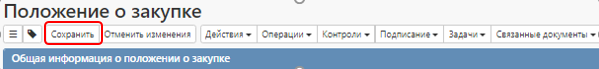 Положение о закупке
Сохранить Отменить изменения Действия Операции Контроли Подписание Задачи Связанные документы
Общая информация о положении о закупке